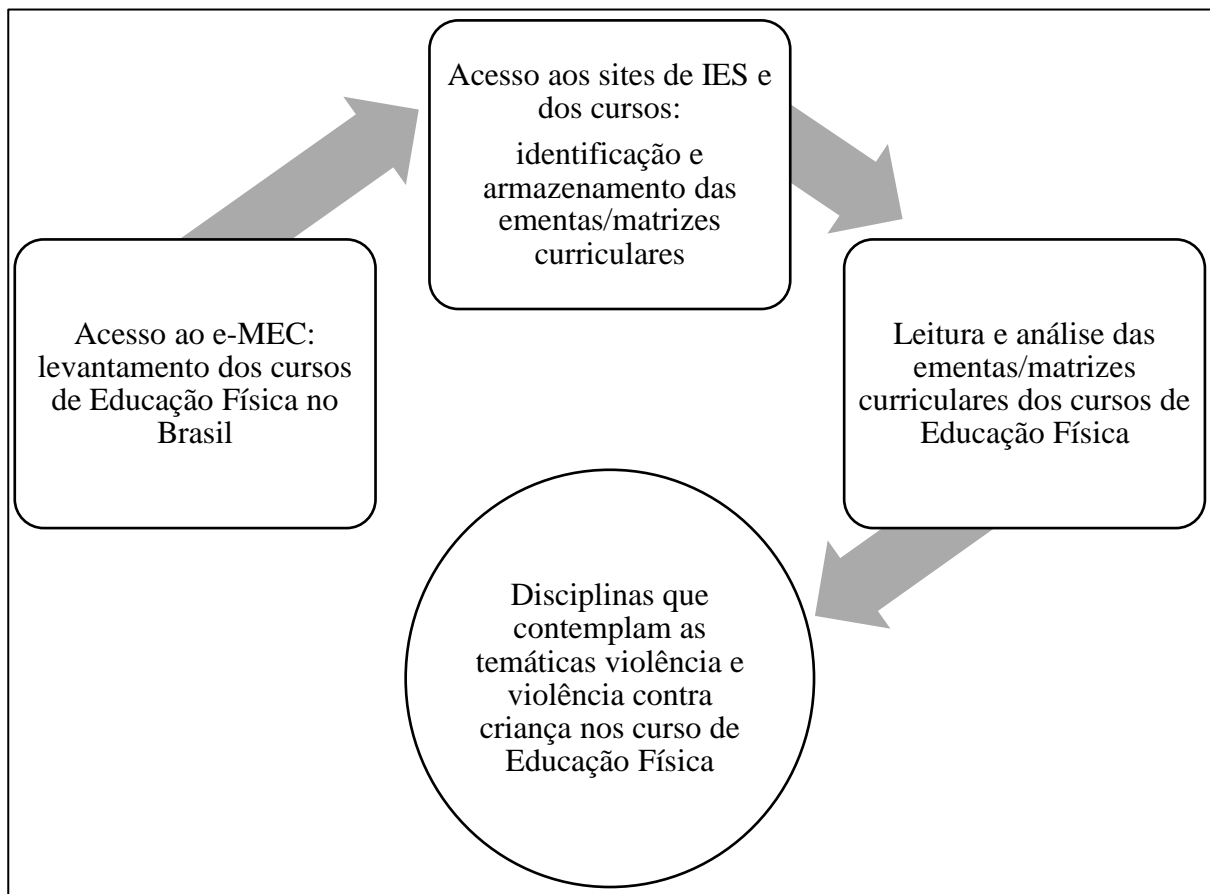 Acesso ao e-MEC:
levantamento dos cursos
de Educação Física no
Brasil
Acesso aos sites de IES e
dos cursos:
identificação e
armazenamento das
ementas/matrizes
curriculares
Leitura e análise das
ementas/matrizes
curriculares dos cursos de
Educação Física
Disciplinas que
contemplam as
temáticas violência e
violência contra
criança nos curso de
Educação Física